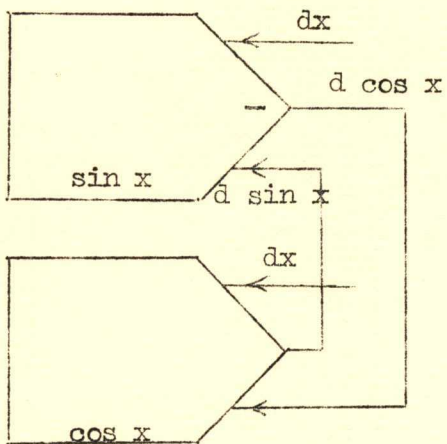 dx
d cos x
-
sin x
d sin x
dx
cos x